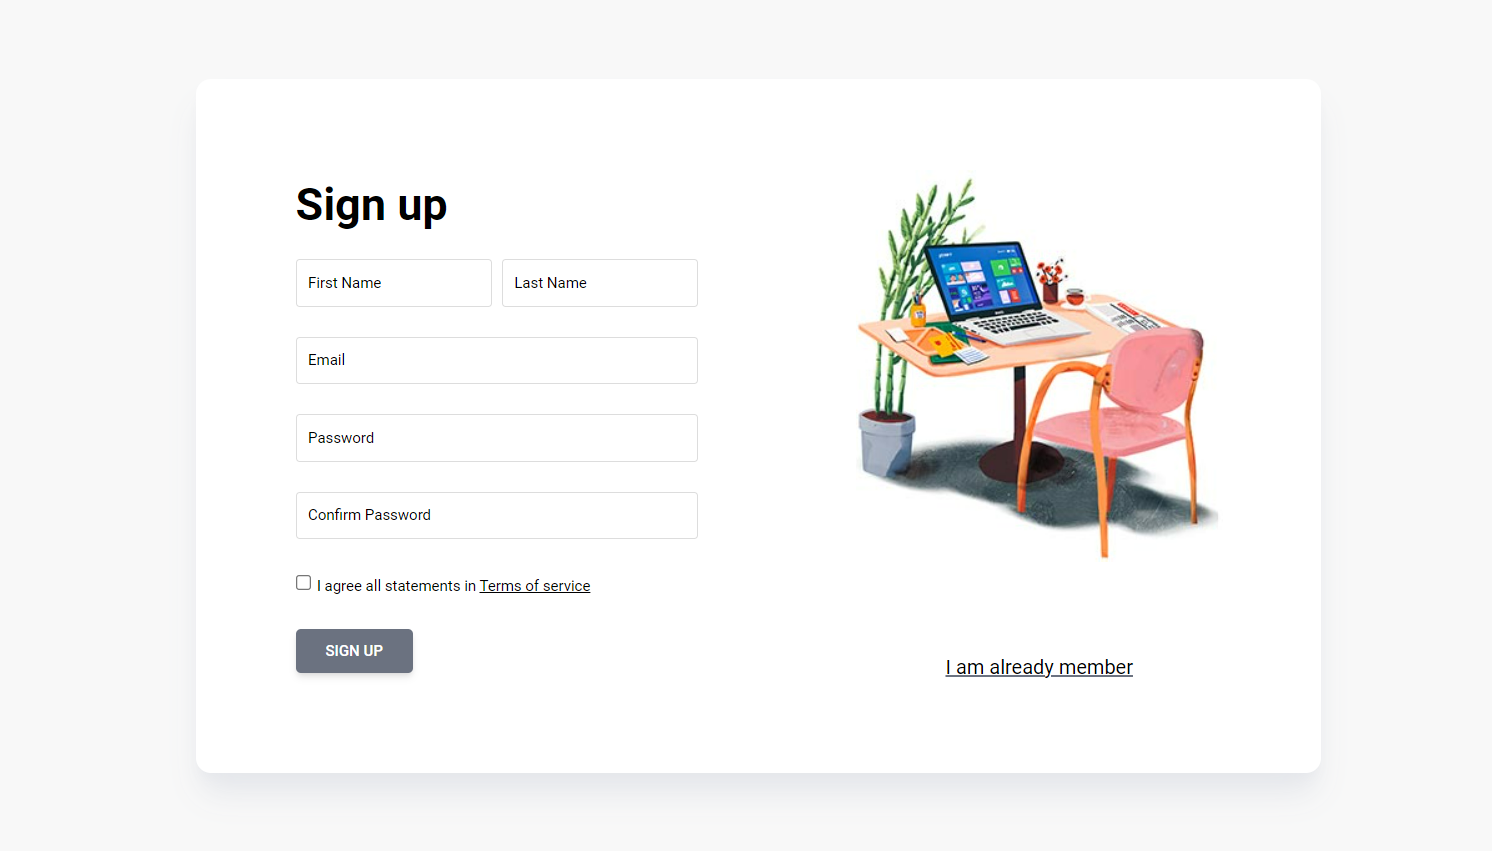 Sign up
First Name
Last Name
Email
Password
Confirm Password
I agree all statements in Terms of service
SIGN UP
I am already member